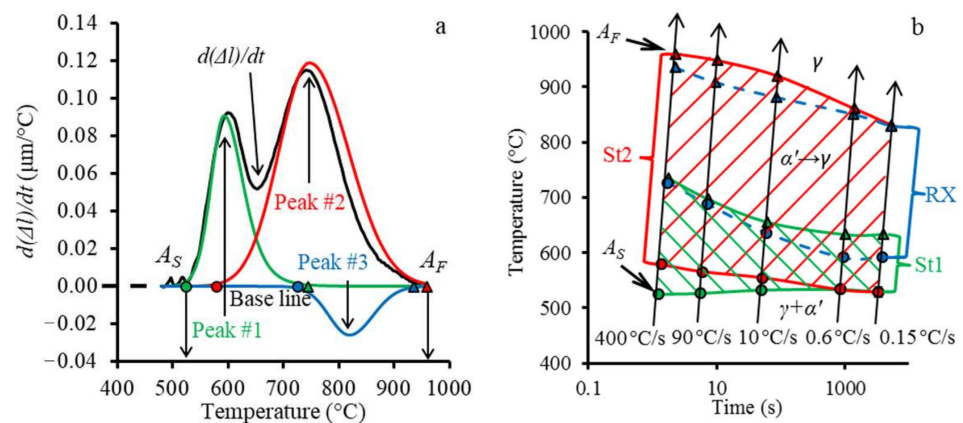 a
d(Δl)/dt (μm/°C)
0.14
0.12
0.10
0.08
0.06
0.04
0.02
0.00
−0.02
−0.04
d(Δl)/dt
Peak #2
Peak #3
A_S
A_F
Base line
Peak #1
400 500 600 700 800 900 1000
Temperature (°C)
b
Temperature (°C)
1000
900
800
700
600
500
400
A_F
γ
St2
α′→γ
RX
A_S
St1
γ+α′
400 °C/s 90 °C/s 10 °C/s 0.6 °C/s 0.15 °C/s
0.1 10 1000
Time (s)